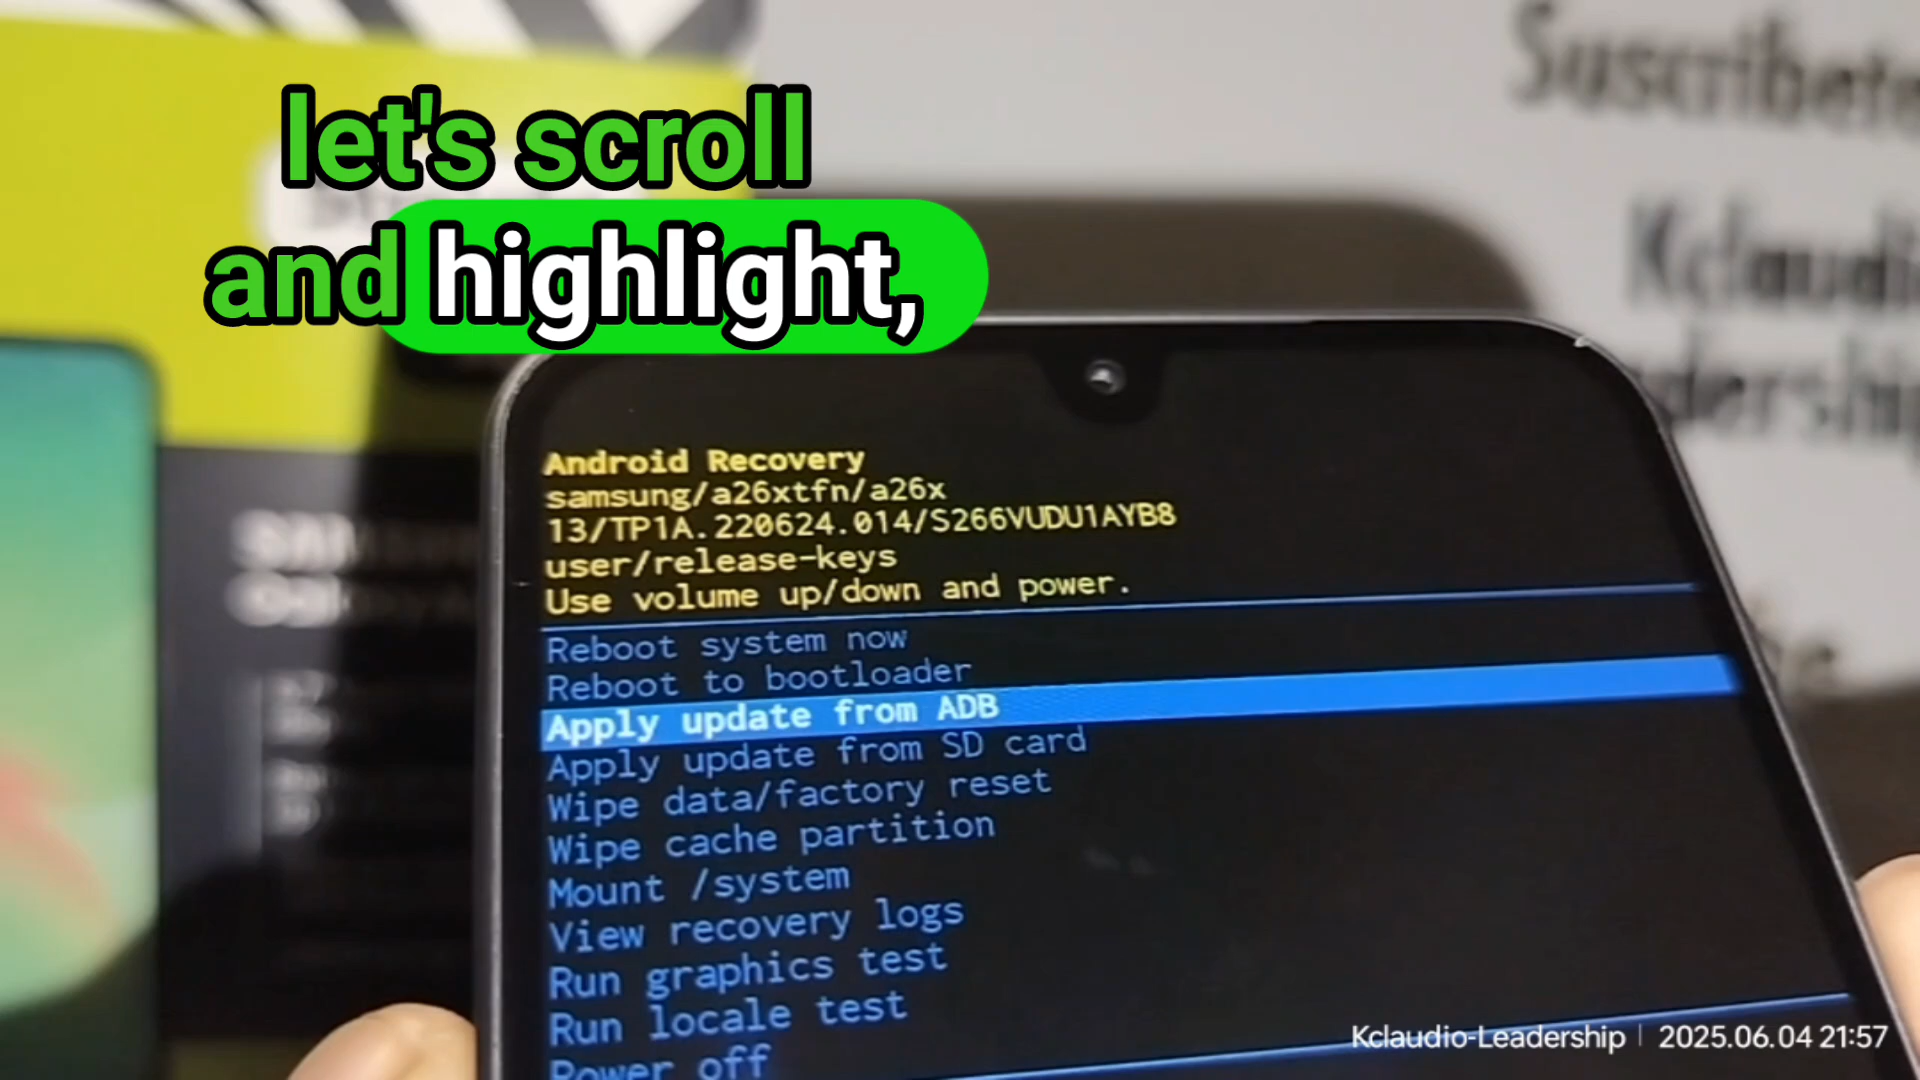 let's scroll
and highlight,
Suscribete
Kclaudio
Leadership
Android Recovery
samsung/a26xtfn/a26x
13/TP1A.220624.014/S266VUDU1AYB8
user/release-keys
Use volume up/down and power.
Reboot system now
Reboot to bootloader
Apply update from ADB
Apply update from SD card
Wipe data/factory reset
Wipe cache partition
Mount /system
View recovery logs
Run graphics test
Run locale test
Power off
Kclaudio-Leadership | 2025.06.04 21:57